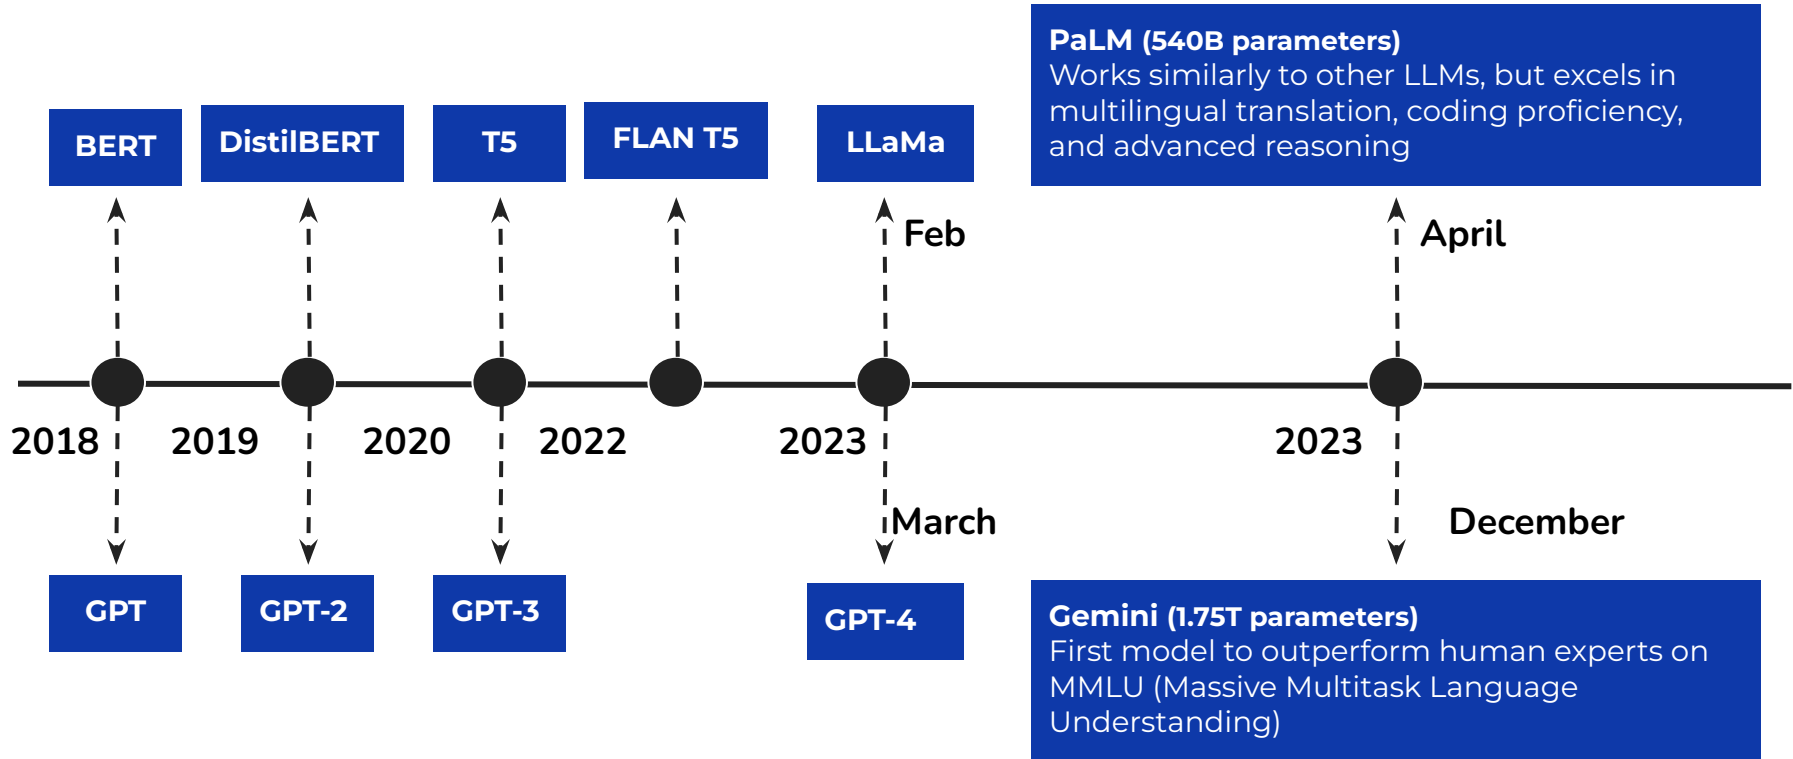 BERT
DistilBERT
T5
FLAN T5
LLaMa
PaLM (540B parameters)
Works similarly to other LLMs, but excels in
multilingual translation, coding proficiency,
and advanced reasoning
Feb
April
2018
2019
2020
2022
2023
2023
March
December
GPT
GPT-2
GPT-3
GPT-4
Gemini (1.75T parameters)
First model to outperform human experts on
MMLU (Massive Multitask Language
Understanding)